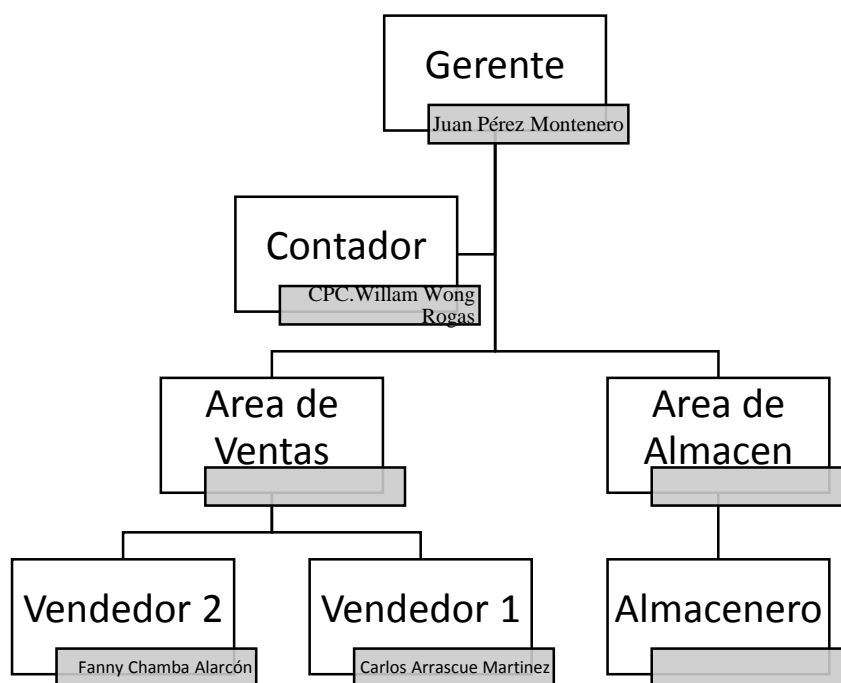 Gerente
Juan Pérez Montenero
Contador
CPC.Willam Wong
Rogas
Area de
Ventas
Area de
Almacen
Vendedor 2
Fanny Chamba Alarcón
Vendedor 1
Carlos Arrascue Martinez
Almacenero